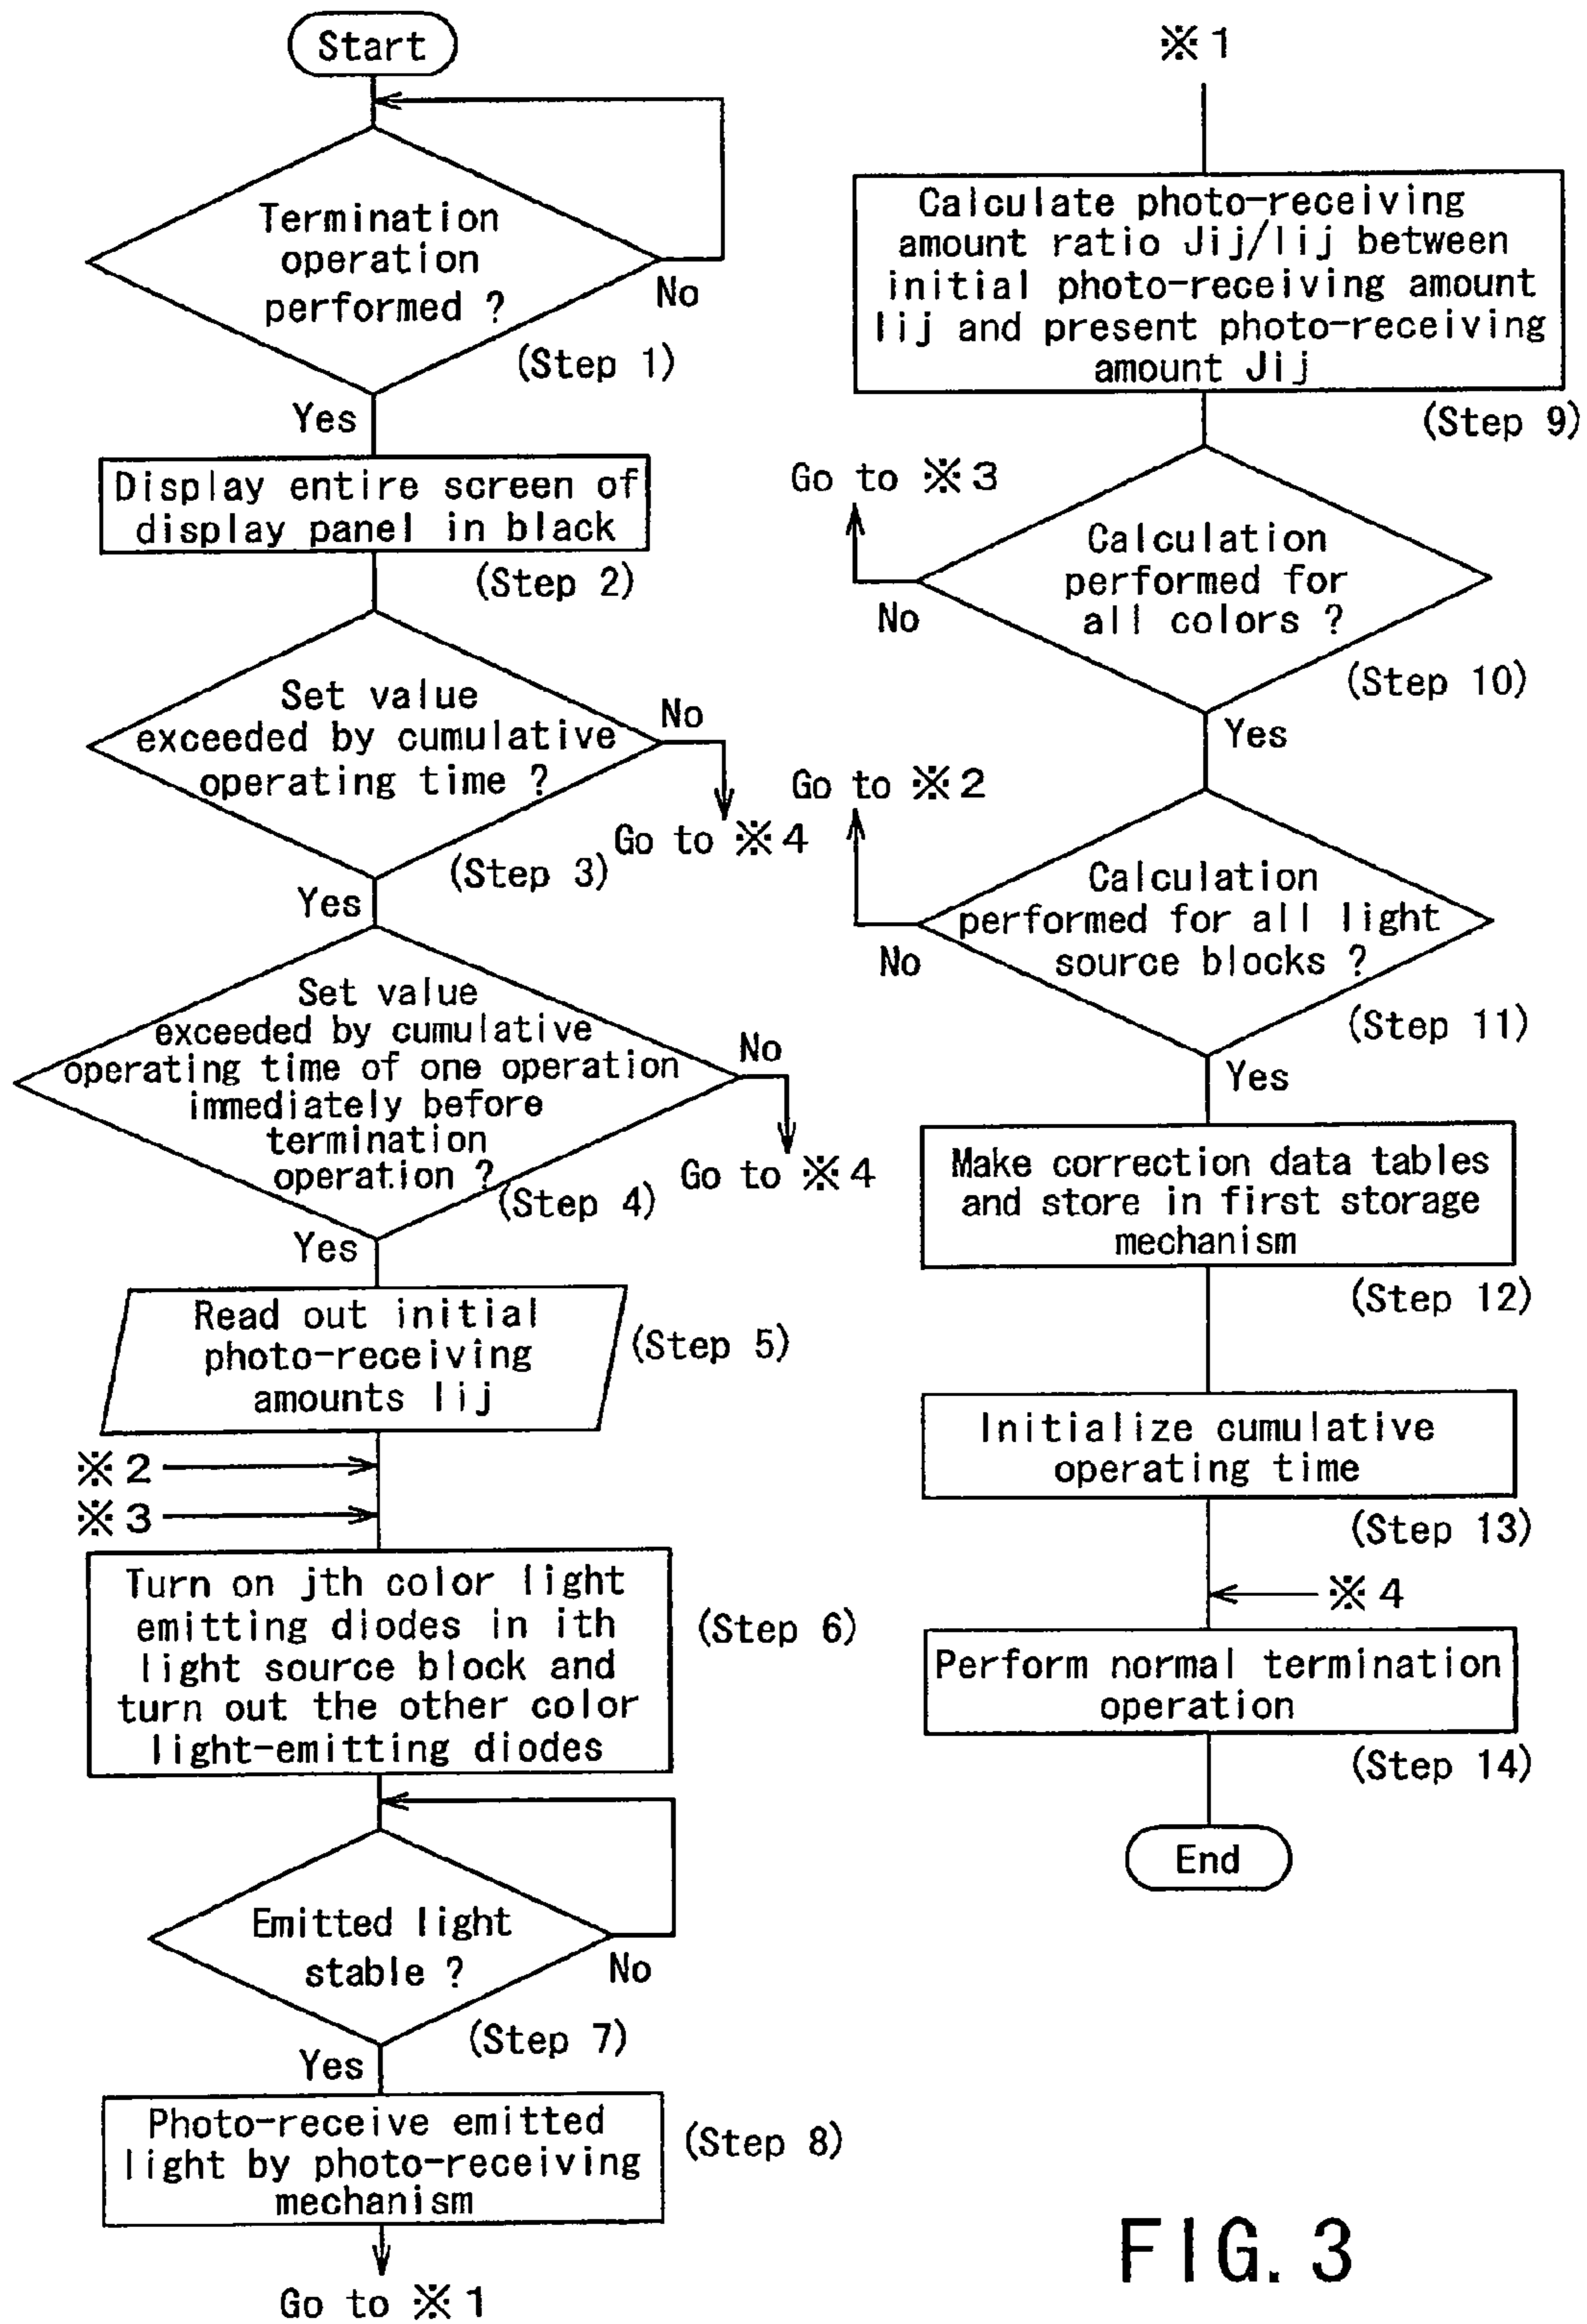 Start
Termination
operation
performed ?
No
(Step 1)
Yes
Display entire screen of
display panel in black
(Step 2)
Set value
exceeded by cumulative
operating time ?
No
Go to ※4
(Step 3)
Yes
Set value
exceeded by cumulative
operating time of one operation
immediately before
termination
operation ?
No
Go to ※4
(Step 4)
Yes
Read out initial
photo-receiving
amounts Iij
(Step 5)
※2
※3
Turn on jth color light
emitting diodes in ith
light source block and
turn out the other color
light-emitting diodes
(Step 6)
Emitted light
stable ?
No
(Step 7)
Yes
Photo-receive emitted
light by photo-receiving
mechanism
(Step 8)
Go to ※1
※1
Calculate photo-receiving
amount ratio Jij/Iij between
initial photo-receiving amount
Iij and present photo-receiving
amount Jij
(Step 9)
Go to ※3
Calculation
performed for
all colors ?
No
(Step 10)
Yes
Go to ※2
Calculation
performed for all light
source blocks ?
No
(Step 11)
Yes
Make correction data tables
and store in first storage
mechanism
(Step 12)
Initialize cumulative
operating time
(Step 13)
※4
Perform normal termination
operation
(Step 14)
End
FIG. 3